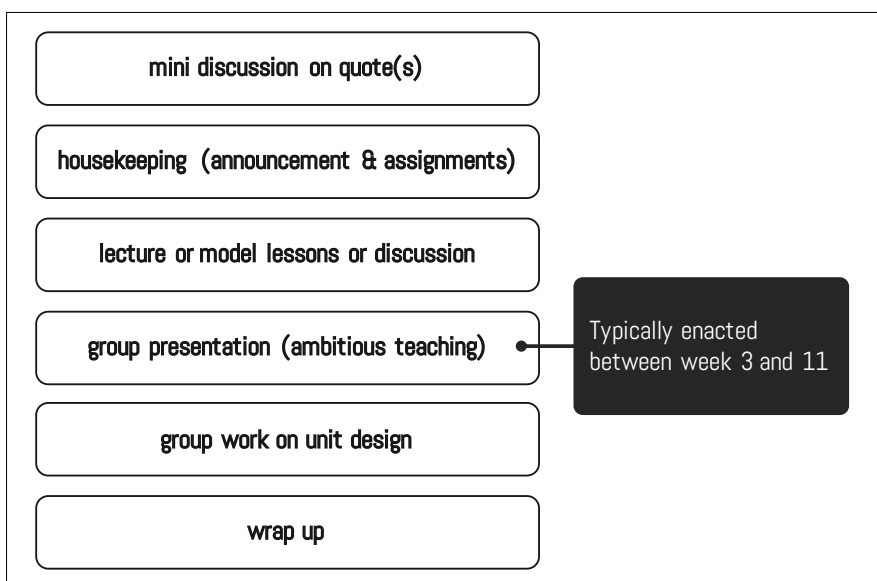 mini discussion on quote(s)
housekeeping (announcement & assignments)
lecture or model lessons or discussion
group presentation (ambitious teaching)
Typically enacted
between week 3 and 11
group work on unit design
wrap up